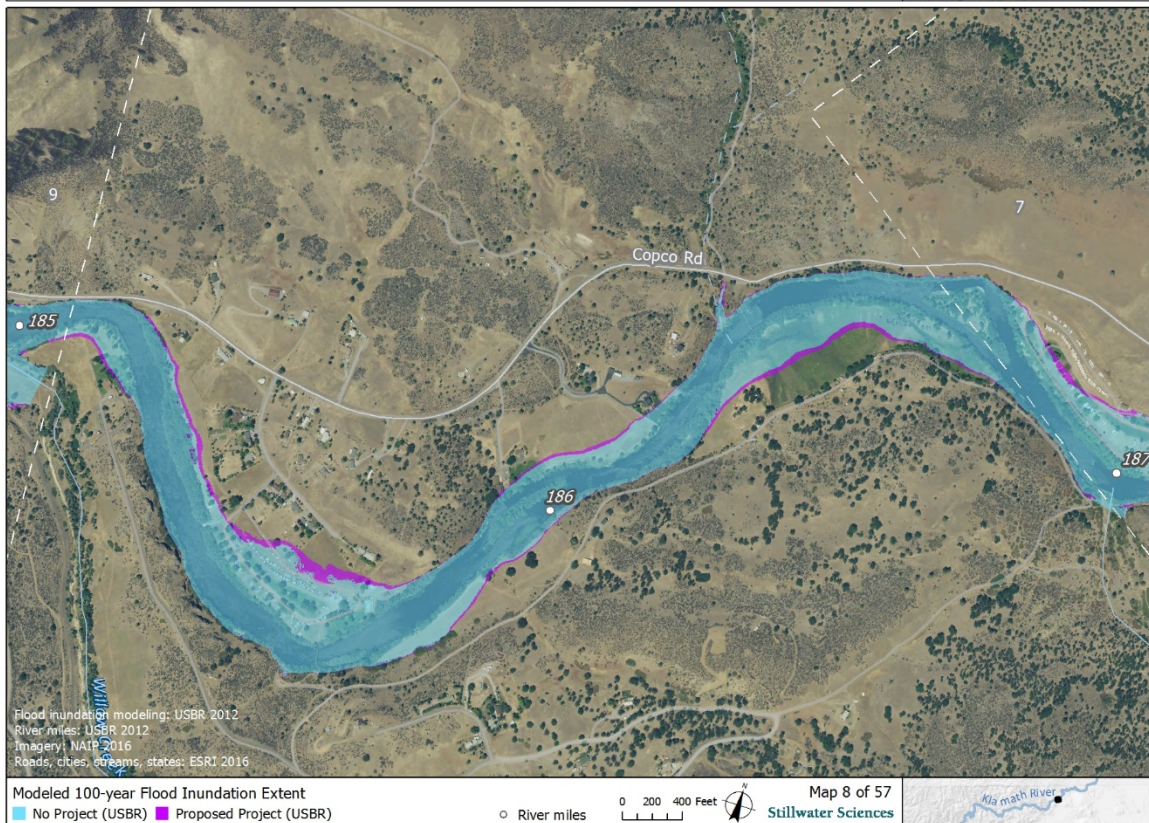 9
7
Copco Rd
185
186
187
Willow Creek
Flood inundation modeling: USBR 2012
River miles: USBR 2012
Imagery: NAIP 2016
Roads, cities, streams, states: ESRI 2016
Modeled 100-year Flood Inundation Extent
No Project (USBR) Proposed Project (USBR)
River miles
0 200 400 Feet
N
Map 8 of 57
Stillwater Sciences
Klamath River